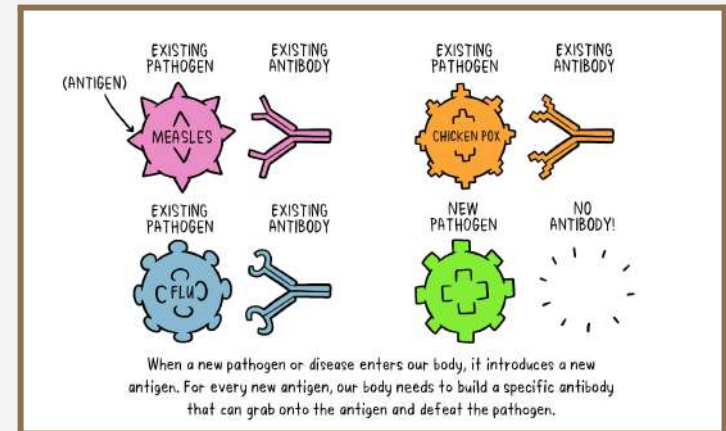 EXISTING
PATHOGEN
EXISTING
ANTIBODY
(ANTIGEN)
MEASLES
EXISTING
PATHOGEN
EXISTING
ANTIBODY
CHICKEN POX
EXISTING
PATHOGEN
EXISTING
ANTIBODY
FLU
NEW
PATHOGEN
NO
ANTIBODY!
When a new pathogen or disease enters our body, it introduces a new
antigen. For every new antigen, our body needs to build a specific antibody
that can grab onto the antigen and defeat the pathogen.